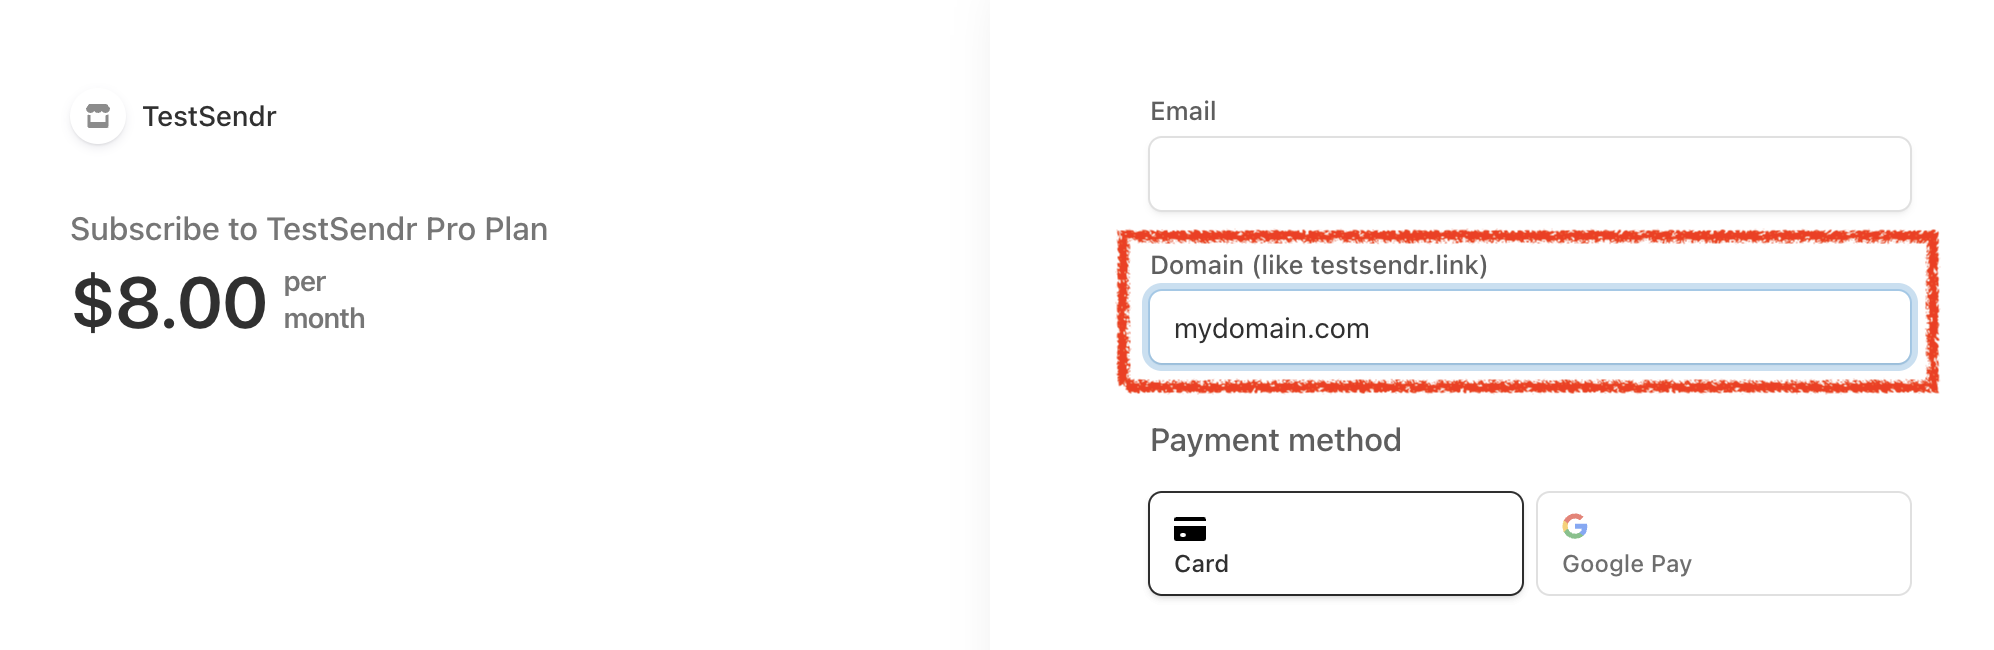 TestSendr
Subscribe to TestSendr Pro Plan
$8.00 per
month
Email
Domain (like testsendr.link)
mydomain.com
Payment method
Card
Google Pay